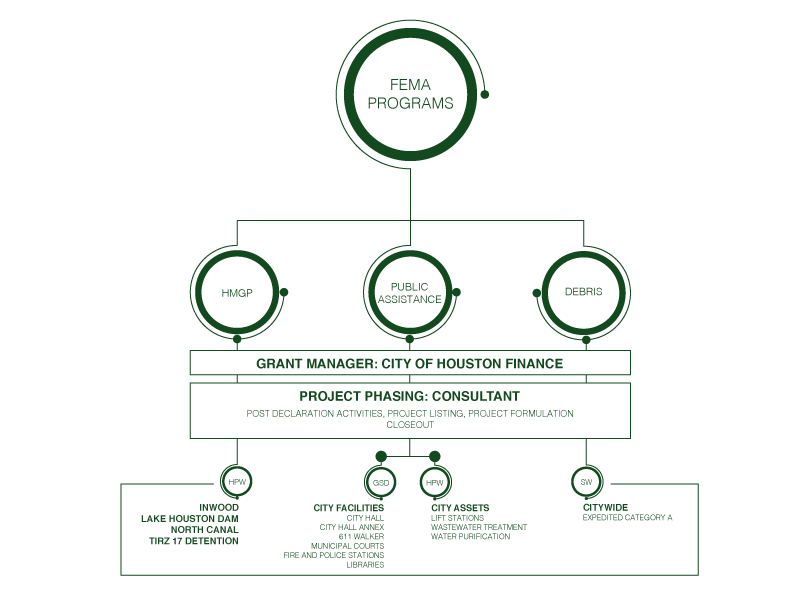 FEMA
PROGRAMS
HMGP
PUBLIC
ASSISTANCE
DEBRIS
GRANT MANAGER: CITY OF HOUSTON FINANCE
PROJECT PHASING: CONSULTANT
POST DECLARATION ACTIVITIES, PROJECT LISTING, PROJECT FORMULATION
CLOSEOUT
HPW
INWOOD
LAKE HOUSTON DAM
NORTH CANAL
TIRZ 17 DETENTION
GSD
CITY FACILITIES
CITY HALL
CITY HALL ANNEX
611 WALKER
MUNICIPAL COURTS
FIRE AND POLICE STATIONS
LIBRARIES
HPW
CITY ASSETS
LIFT STATIONS
WASTEWATER TREATMENT
WATER PURIFICATION
SW
CITYWIDE
EXPEDITED CATEGORY A